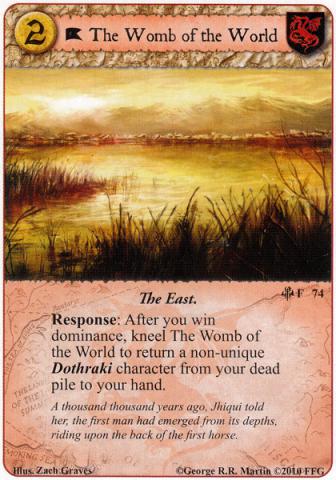 2
The Womb of the World
F 74
The East.
Response: After you win
dominance, kneel The Womb of
the World to return a non-unique
Dothraki character from your dead
pile to your hand.
A thousand thousand years ago, Jhiqui told
her, the first man had emerged from its depths,
riding upon the back of the first horse.
Illus. Zach Graves
©George R.R. Martin ©2010 FFG